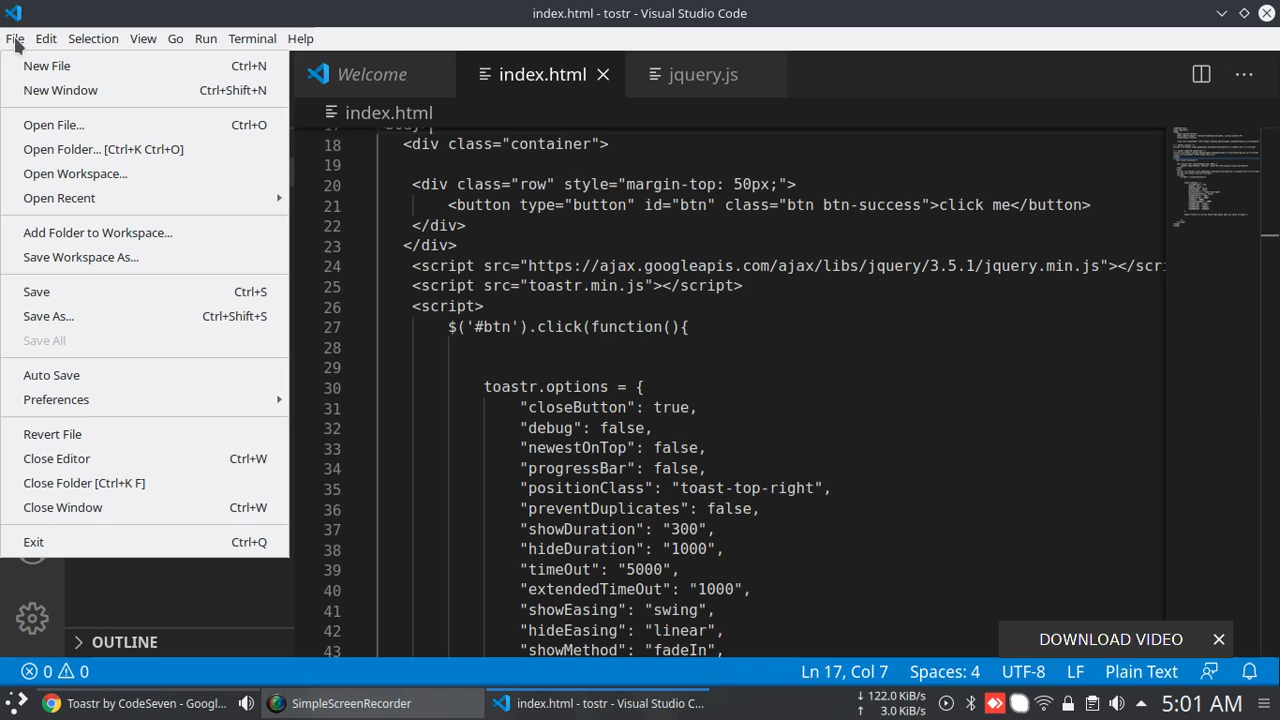 index.html - tostr - Visual Studio Code
File Edit Selection View Go Run Terminal Help
New File Ctrl+N
New Window Ctrl+Shift+N
Open File... Ctrl+O
Open Folder... [Ctrl+K Ctrl+O]
Open Workspace...
Open Recent
Add Folder to Workspace...
Save Workspace As...
Save Ctrl+S
Save As... Ctrl+Shift+S
Save All
Auto Save
Preferences
Revert File
Close Editor Ctrl+W
Close Folder [Ctrl+K F]
Close Window Ctrl+W
Exit Ctrl+Q
OUTLINE
Welcome index.html jquery.js
index.html
18 <div class="container">
19
20 <div class="row" style="margin-top: 50px;">
21 <button type="button" id="btn" class="btn btn-success">click me</button>
22 </div>
23 </div>
24 <script src="https://ajax.googleapis.com/ajax/libs/jquery/3.5.1/jquery.min.js"></scri
25 <script src="toastr.min.js"></script>
26 <script>
27 $('#btn').click(function(){
28
29
30 toastr.options = {
31 "closeButton": true,
32 "debug": false,
33 "newestOnTop": false,
34 "progressBar": false,
35 "positionClass": "toast-top-right",
36 "preventDuplicates": false,
37 "showDuration": "300",
38 "hideDuration": "1000",
39 "timeOut": "5000",
40 "extendedTimeOut": "1000",
41 "showEasing": "swing",
42 "hideEasing": "linear",
43 "showMethod": "fadeIn",
DOWNLOAD VIDEO
0 0 Ln 17, Col 7 Spaces: 4 UTF-8 LF Plain Text
Toastr by CodeSeven - Googl... SimpleScreenRecorder index.html - tostr - Visual Studio C... 122.0 KiB/s 3.0 KiB/s 5:01 AM